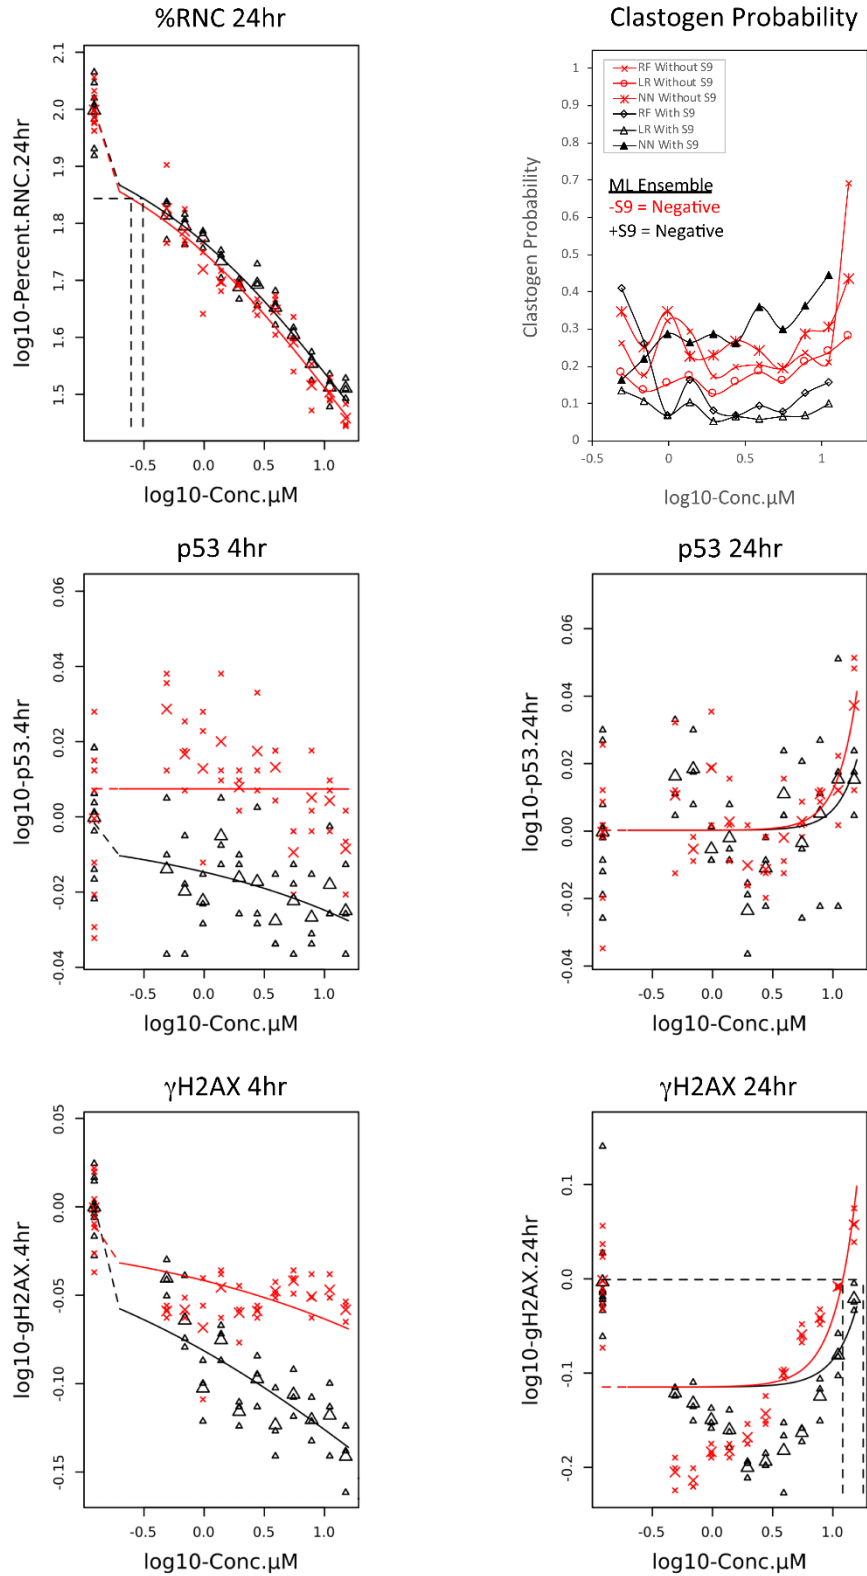 %RNC 24hr
log10-Percent.RNC.24hr
2.1
2.0
1.9
1.8
1.7
1.6
1.5
-0.5
0.0
0.5
1.0
log10-Conc.µM
Clastogen Probability
Clastogen Probability
1
0.9
0.8
0.7
0.6
0.5
0.4
0.3
0.2
0.1
0
RF Without S9
LR Without S9
NN Without S9
RF With S9
LR With S9
NN With S9
ML Ensemble
-S9 = Negative
+S9 = Negative
-0.5
0
0.5
1
log10-Conc.µM
p53 4hr
log10-p53.4hr
0.06
0.04
0.02
0.00
-0.02
-0.04
-0.5
0.0
0.5
1.0
log10-Conc.µM
p53 24hr
log10-p53.24hr
0.06
0.04
0.02
0.00
-0.02
-0.04
-0.5
0.0
0.5
1.0
log10-Conc.µM
γH2AX 4hr
log10-gH2AX.4hr
0.05
0.00
-0.05
-0.10
-0.15
-0.5
0.0
0.5
1.0
log10-Conc.µM
γH2AX 24hr
log10-gH2AX.24hr
0.1
0.0
-0.1
-0.2
-0.5
0.0
0.5
1.0
log10-Conc.µM